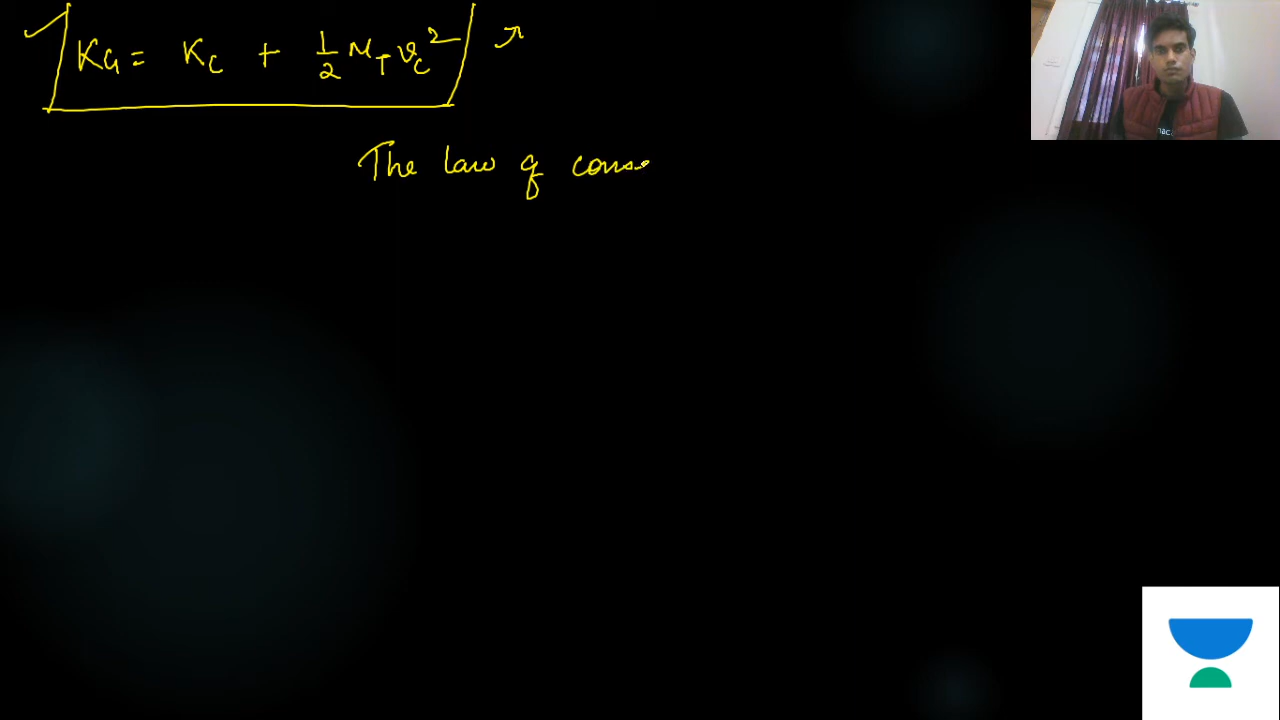 KG = KC + 1/2 MT vC²
The law of cons